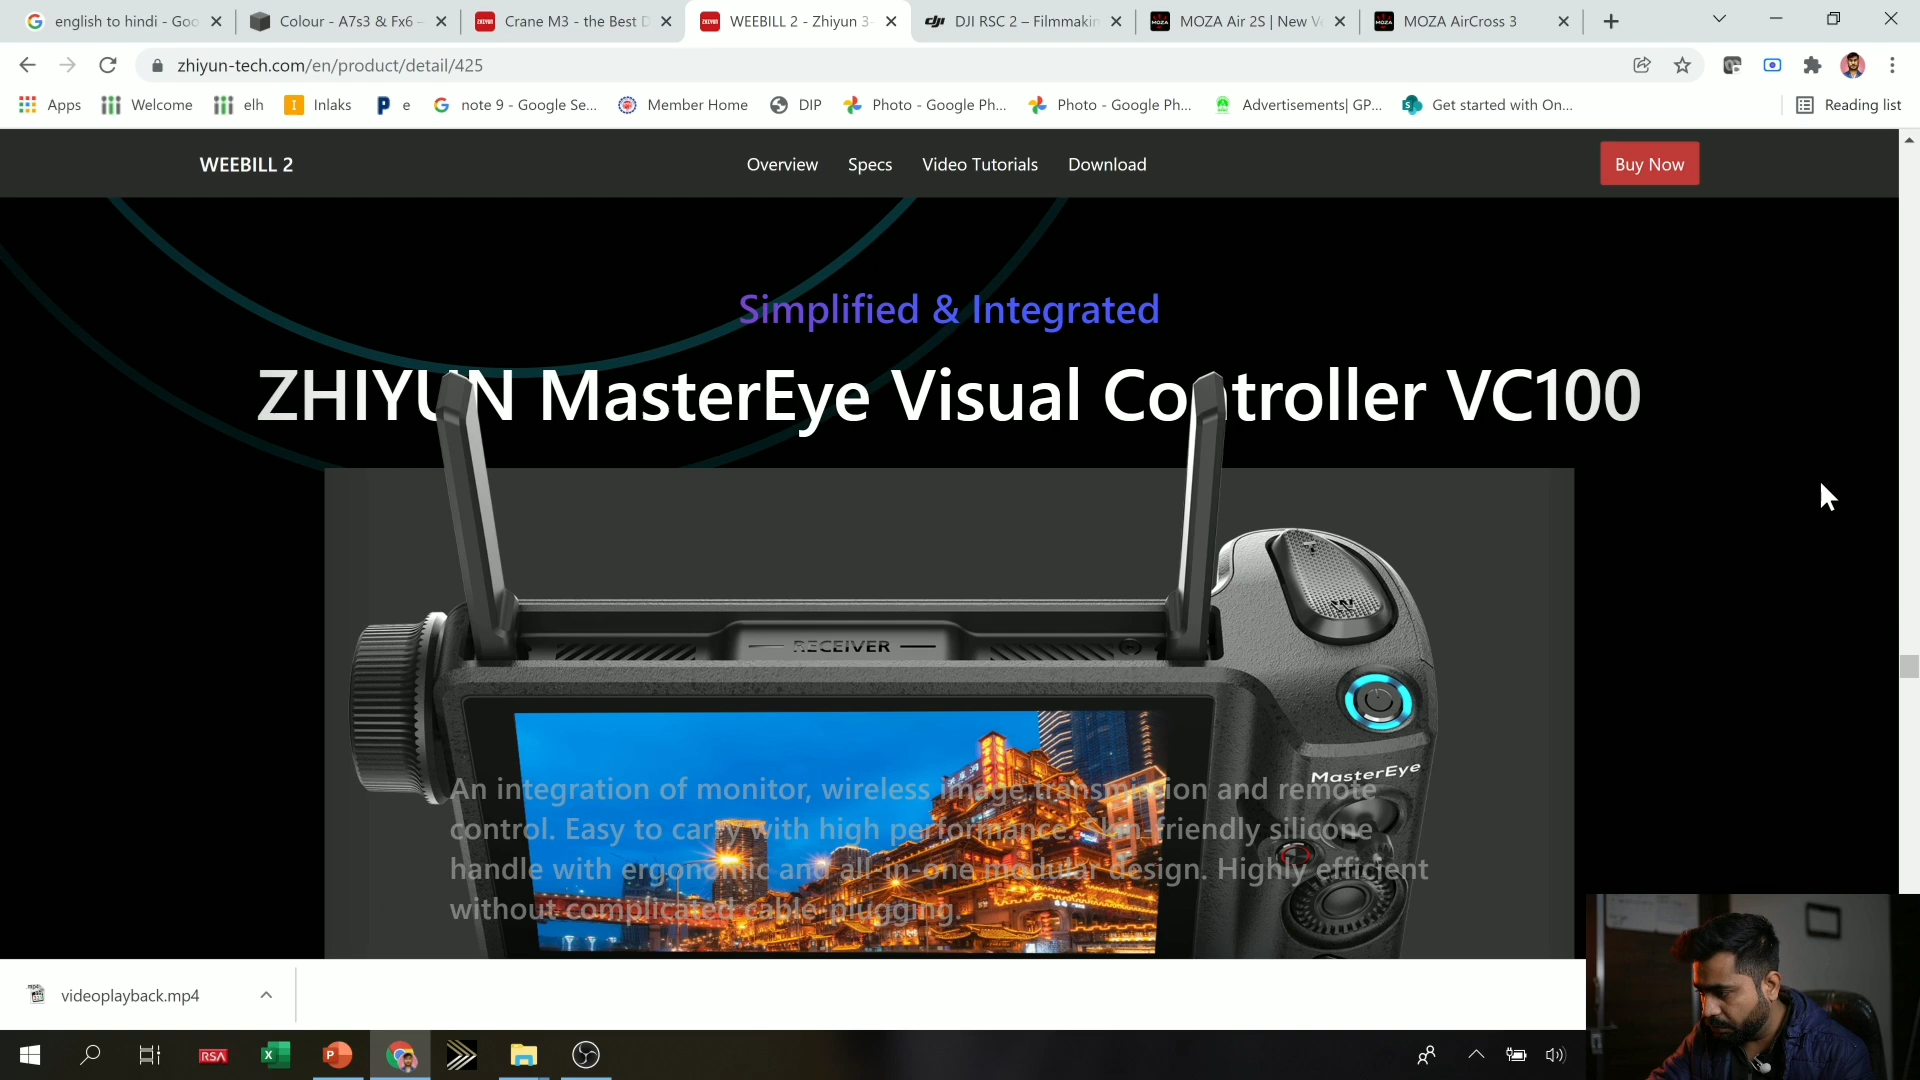 english to hindi - Goo
Colour - A7s3 & Fx6 –
Crane M3 - the Best D
WEEBILL 2 - Zhiyun 3-
DJI RSC 2 – Filmmakin
MOZA Air 2S | New Ve
MOZA AirCross 3
zhiyun-tech.com/en/product/detail/425
Apps
Welcome
elh
Inlaks
e
note 9 - Google Se...
Member Home
DIP
Photo - Google Ph...
Photo - Google Ph...
Advertisements| GP...
Get started with On...
Reading list
WEEBILL 2
Overview
Specs
Video Tutorials
Download
Buy Now
Simplified & Integrated
ZHIYUN MasterEye Visual Controller VC100
RECEIVER
MasterEye
An integration of monitor, wireless image transmission and remote
control. Easy to carry with high performance. Skin-friendly silicone
handle with ergonomic and all-in-one modular design. Highly efficient
without complicated cable plugging.
videoplayback.mp4
RSA